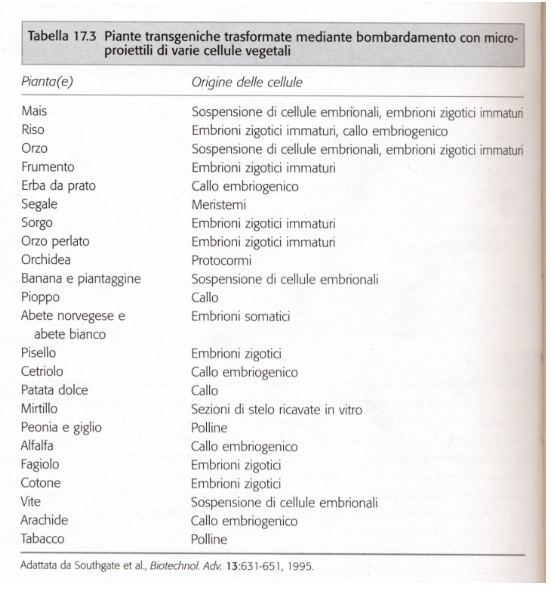 Tabella 17.3 Piante transgeniche trasformate mediante bombardamento con micro-
proiettili di varie cellule vegetali
Pianta(e) Origine delle cellule
Mais Sospensione di cellule embrionali, embrioni zigotici immaturi
Riso Embrioni zigotici immaturi, callo embriogenico
Orzo Sospensione di cellule embrionali, embrioni zigotici immaturi
Frumento Embrioni zigotici immaturi
Erba da prato Callo embriogenico
Segale Meristemi
Sorgo Embrioni zigotici immaturi
Orzo perlato Embrioni zigotici immaturi
Orchidea Protocormi
Banana e piantaggine Sospensione di cellule embrionali
Pioppo Callo
Abete norvegese e Embrioni somatici
abete bianco
Pisello Embrioni zigotici
Cetriolo Callo embriogenico
Patata dolce Callo
Mirtillo Sezioni di stelo ricavate in vitro
Peonia e giglio Polline
Alfalfa Callo embriogenico
Fagiolo Embrioni zigotici
Cotone Embrioni zigotici
Vite Sospensione di cellule embrionali
Arachide Callo embriogenico
Tabacco Polline
Adattata da Southgate et al., Biotechnol. Adv. 13:631-651, 1995.